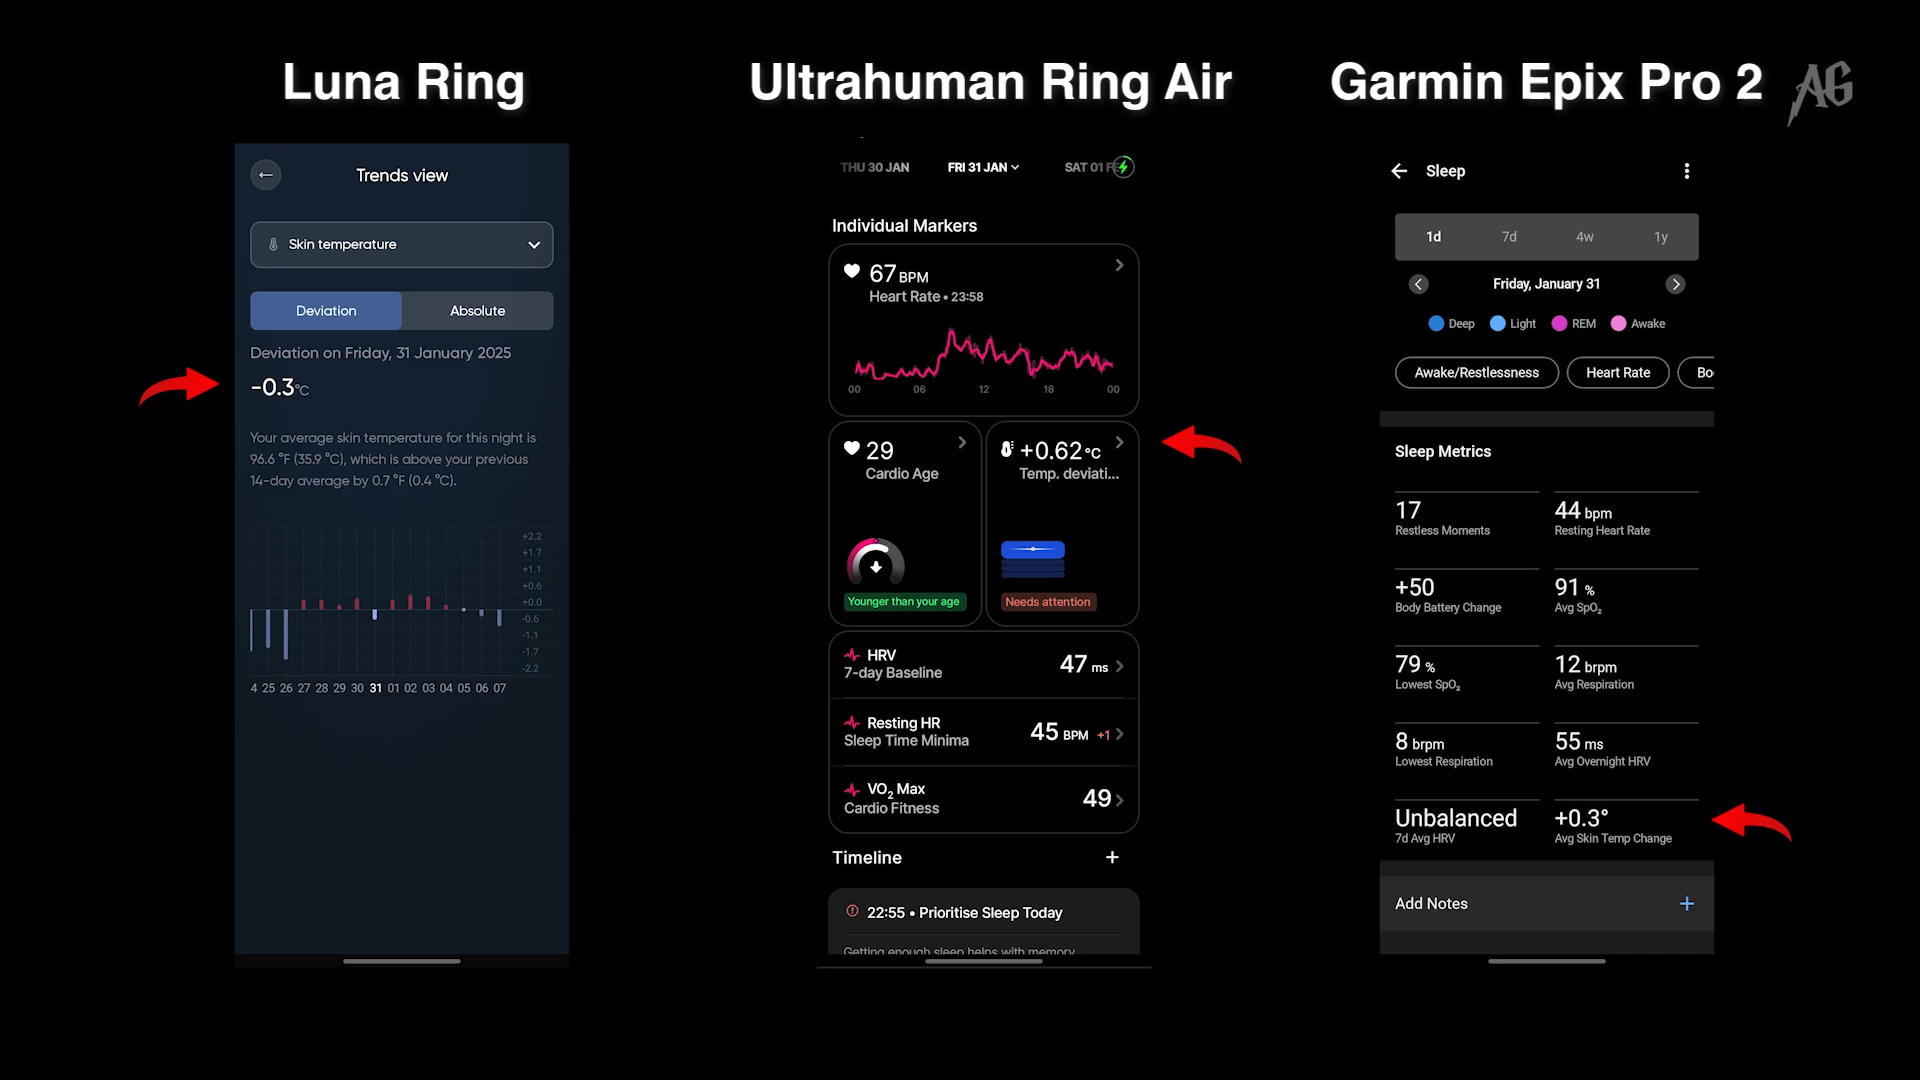 Luna Ring
Ultrahuman Ring Air
Garmin Epix Pro 2
AG
Trends view
Skin temperature
Deviation
Absolute
Deviation on Friday, 31 January 2025
-0.3°C
Your average skin temperature for this night is
96.6 °F (35.9 °C), which is above your previous
14-day average by 0.7 °F (0.4 °C).
+2.2
+1.7
+1.1
+0.6
+0.0
-0.6
-1.1
-1.7
-2.2
4 25 26 27 28 29 30 31 01 02 03 04 05 06 07
THU 30 JAN
FRI 31 JAN
SAT 01 FE
Individual Markers
67 BPM
Heart Rate • 23:58
00 06 12 18 00
29
Cardio Age
Younger than your age
+0.62 °C
Temp. deviati...
Needs attention
HRV
7-day Baseline
47 ms
Resting HR
Sleep Time Minima
45 BPM +1
VO2 Max
Cardio Fitness
49
Timeline
+
22:55 • Prioritise Sleep Today
Getting enough sleep helps with memory
Sleep
1d
7d
4w
1y
Friday, January 31
Deep
Light
REM
Awake
Awake/Restlessness
Heart Rate
Bo
Sleep Metrics
17
Restless Moments
44 bpm
Resting Heart Rate
+50
Body Battery Change
91 %
Avg SpO2
79 %
Lowest SpO2
12 brpm
Avg Respiration
8 brpm
Lowest Respiration
55 ms
Avg Overnight HRV
Unbalanced
7d Avg HRV
+0.3°
Avg Skin Temp Change
Add Notes
+